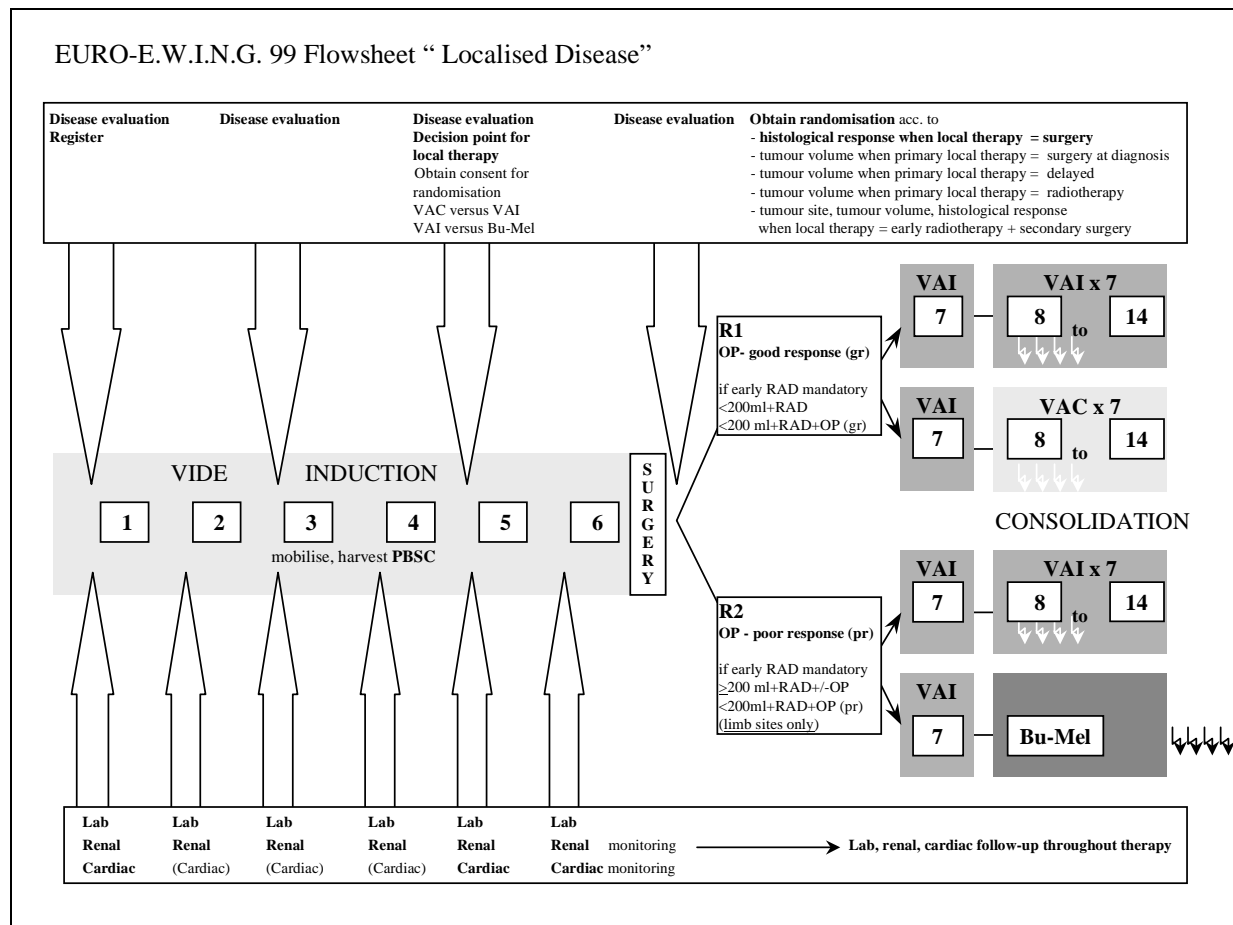 EURO-E.W.I.N.G. 99 Flowsheet “ Localised Disease”
Disease evaluation
Register
Disease evaluation
Disease evaluation
Decision point for
local therapy
Obtain consent for
randomisation
VAC versus VAI
VAI versus Bu-Mel
Disease evaluation
Obtain randomisation acc. to
- histological response when local therapy = surgery
- tumour volume when primary local therapy = surgery at diagnosis
- tumour volume when primary local therapy = delayed
- tumour volume when primary local therapy = radiotherapy
- tumour site, tumour volume, histological response
when local therapy = early radiotherapy + secondary surgery
VIDE INDUCTION
1 2 3 4 5 6
mobilise, harvest PBSC
SURGERY
R1
OP- good response (gr)
if early RAD mandatory
<200ml+RAD
<200 ml+RAD+OP (gr)
VAI
7
VAI x 7
8 to 14
VAI
7
VAC x 7
8 to 14
CONSOLIDATION
R2
OP - poor response (pr)
if early RAD mandatory
≥200 ml+RAD+/-OP
<200ml+RAD+OP (pr)
(limb sites only)
VAI
7
VAI x 7
8 to 14
VAI
7
Bu-Mel
Lab Lab Lab Lab Lab Lab
Renal Renal Renal Renal Renal Renal monitoring
Cardiac (Cardiac) (Cardiac) (Cardiac) Cardiac Cardiac monitoring
Lab, renal, cardiac follow-up throughout therapy